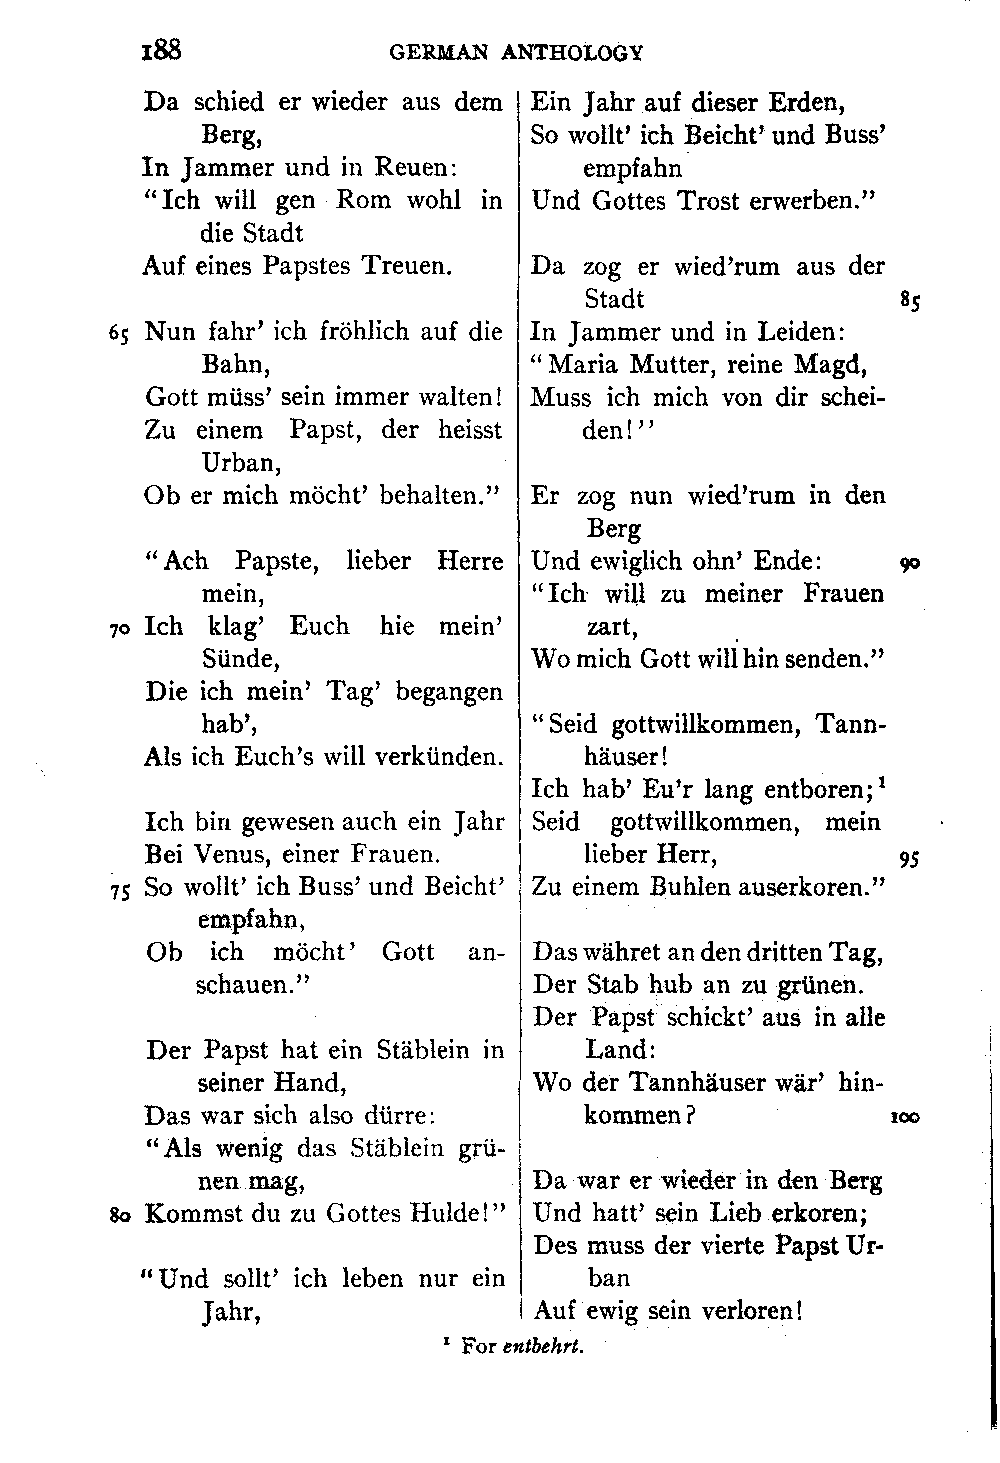 188
GERMAN ANTHOLOGY
Da schied er wieder aus dem
Berg,
In Jammer und in Reuen:
“Ich will gen Rom wohl in
die Stadt
Auf eines Papstes Treuen.
65 Nun fahr’ ich fröhlich auf die
Bahn,
Gott müss’ sein immer walten!
Zu einem Papst, der heisst
Urban,
Ob er mich möcht’ behalten.”
“Ach Papste, lieber Herre
mein,
70 Ich klag’ Euch hie mein’
Sünde,
Die ich mein’ Tag’ begangen
hab’,
Als ich Euch’s will verkünden.
Ich bin gewesen auch ein Jahr
Bei Venus, einer Frauen.
75 So wollt’ ich Buss’ und Beicht’
empfahn,
Ob ich möcht’ Gott an-
schauen.”
Der Papst hat ein Stäblein in
seiner Hand,
Das war sich also dürre:
“Als wenig das Stäblein grü-
nen mag,
80 Kommst du zu Gottes Hulde!”
“Und sollt’ ich leben nur ein
Jahr,
Ein Jahr auf dieser Erden,
So wollt’ ich Beicht’ und Buss’
empfahn
Und Gottes Trost erwerben.”
Da zog er wied’rum aus der
Stadt 85
In Jammer und in Leiden:
“Maria Mutter, reine Magd,
Muss ich mich von dir schei-
den!”
Er zog nun wied’rum in den
Berg
Und ewiglich ohn’ Ende: 90
“Ich will zu meiner Frauen
zart,
Wo mich Gott will hin senden.”
“Seid gottwillkommen, Tann-
häuser!
Ich hab’ Eu’r lang entboren;¹
Seid gottwillkommen, mein
lieber Herr, 95
Zu einem Buhlen auserkoren.”
Das währet an den dritten Tag,
Der Stab hub an zu grünen.
Der Papst schickt’ aus in alle
Land:
Wo der Tannhäuser wär’ hin-
kommen? 100
Da war er wieder in den Berg
Und hatt’ sein Lieb erkoren;
Des muss der vierte Papst Ur-
ban
Auf ewig sein verloren!
¹ For entbehrt.